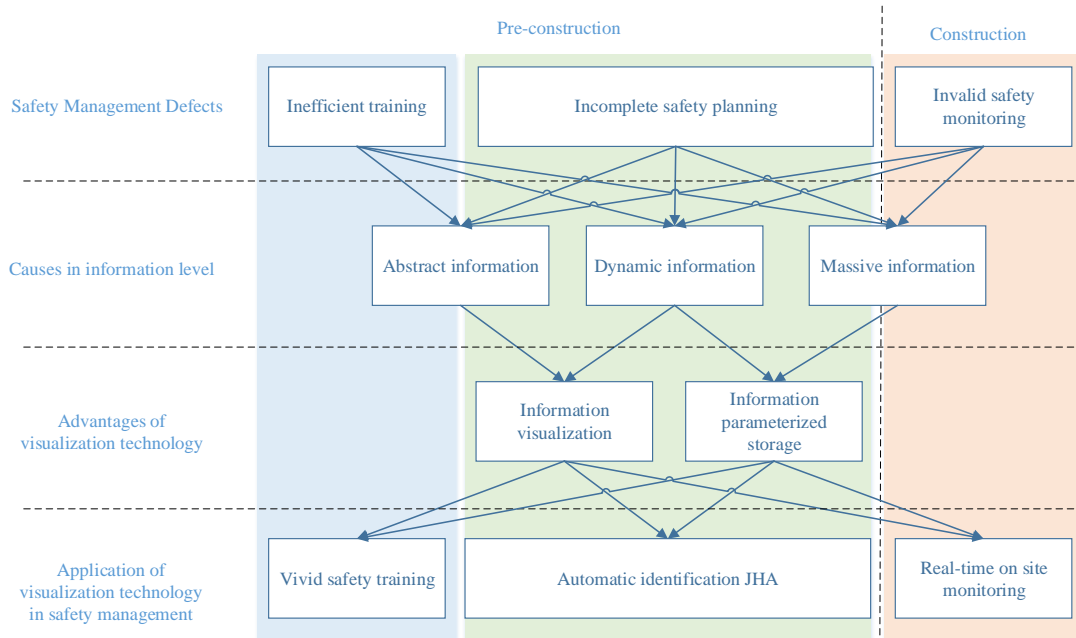 Pre-construction
Construction
Safety Management Defects
Inefficient training
Incomplete safety planning
Invalid safety
monitoring
Causes in information level
Abstract information
Dynamic information
Massive information
Advantages of
visualization technology
Information
visualization
Information
parameterized
storage
Application of
visualization technology
in safety management
Vivid safety training
Automatic identification JHA
Real-time on site
monitoring